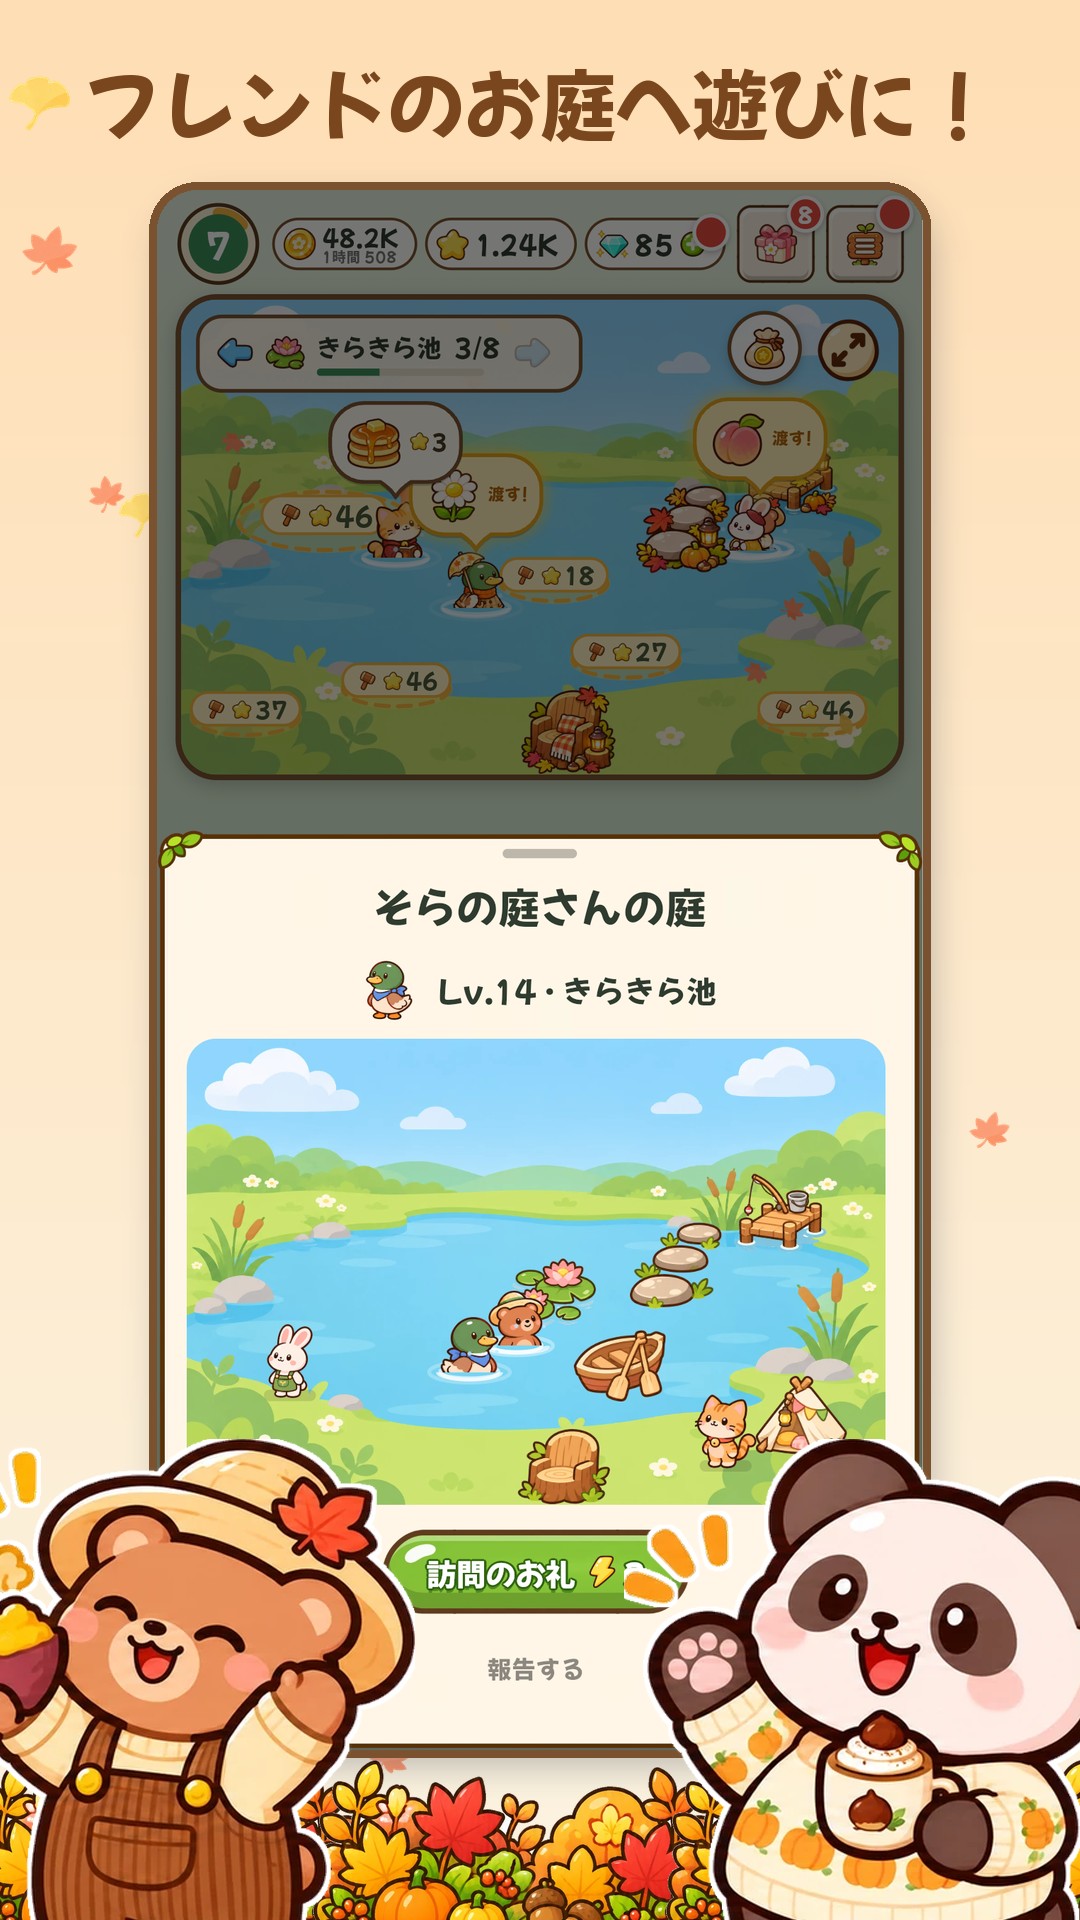 フレンドのお庭へ遊びに！
7
48.2K
1時間 508
1.24K
85
8
きらきら池 3/8
3
渡す!
渡す!
46
18
27
46
37
46
そらの庭さんの庭
Lv.14・きらきら池
訪問のお礼
報告する